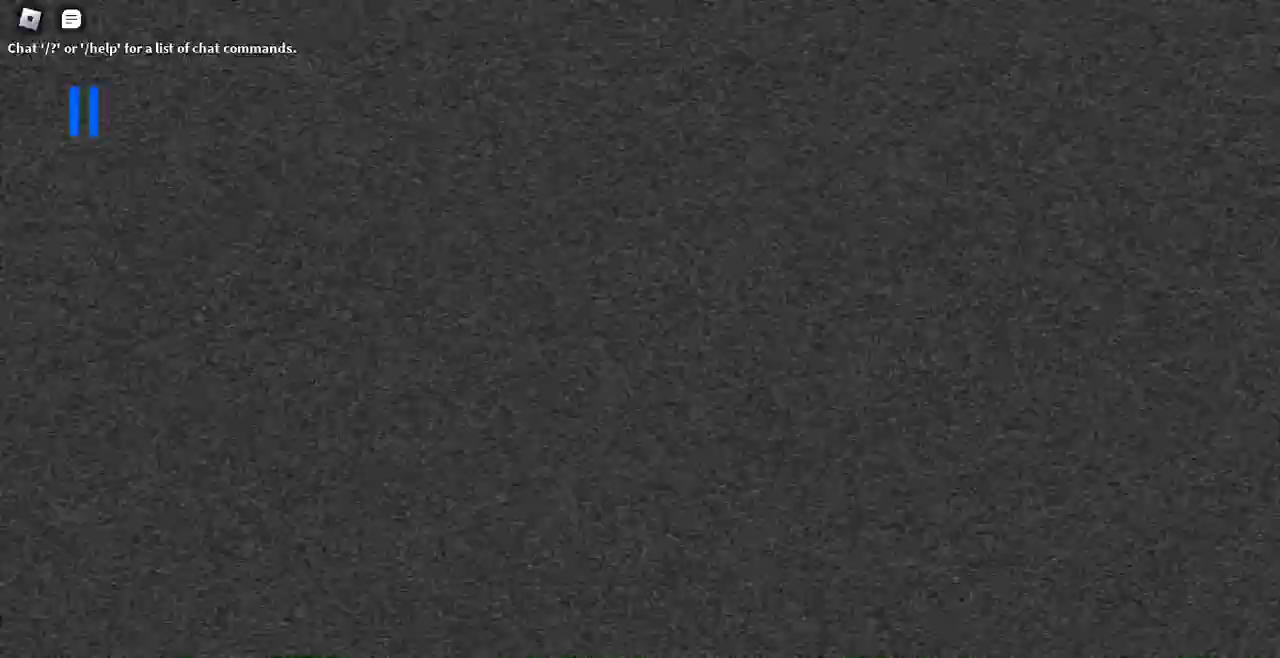 Chat '/?' or '/help' for a list of chat commands.